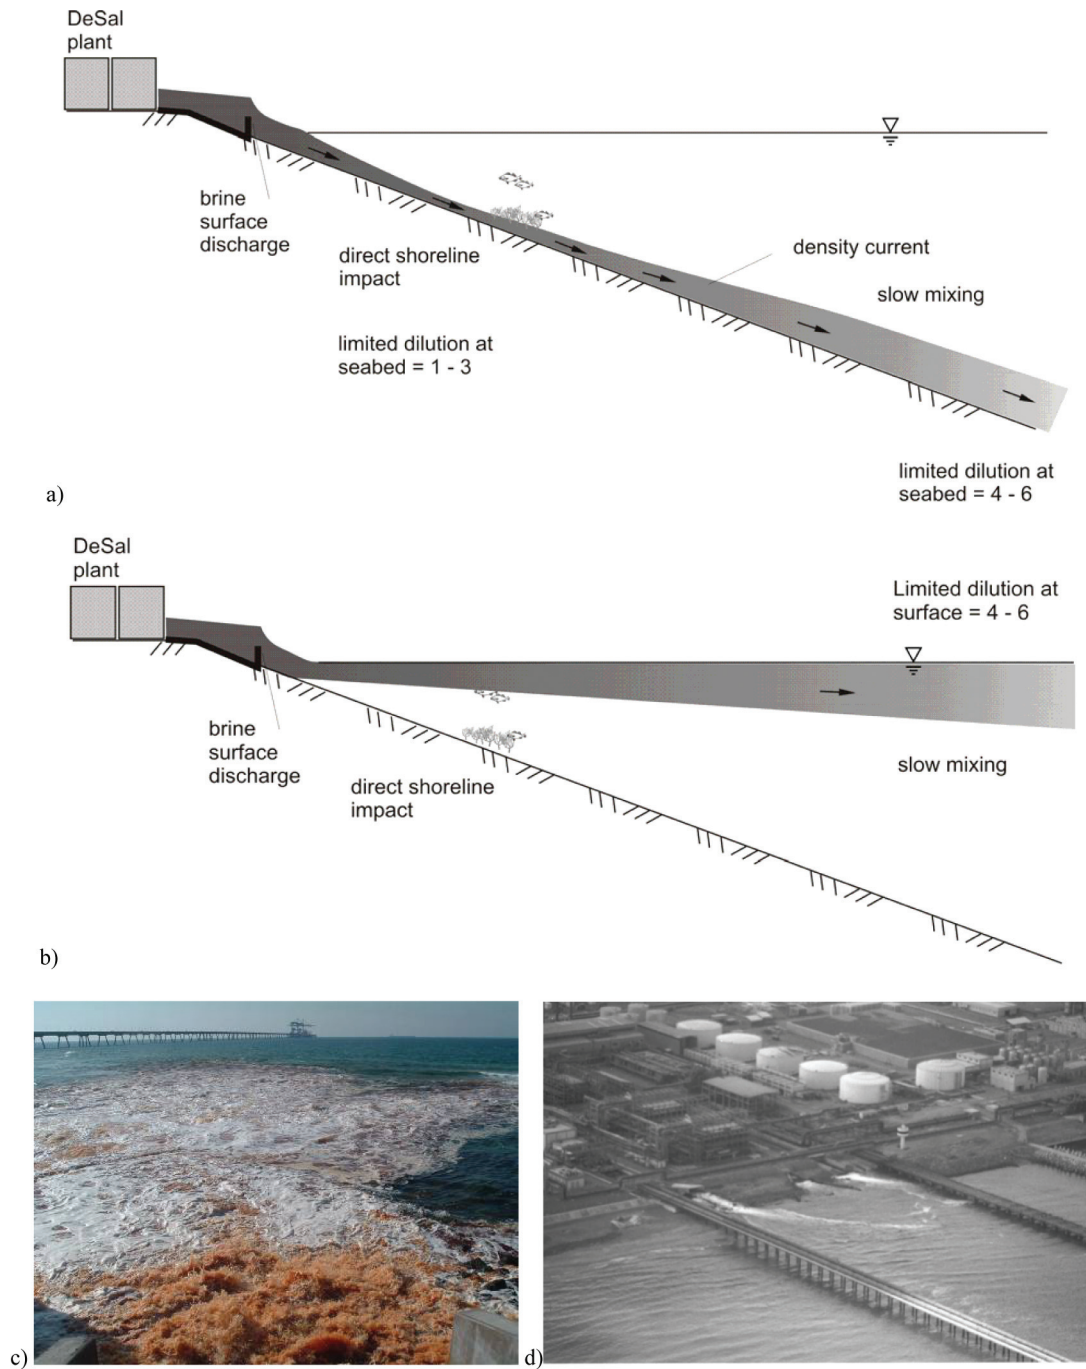 DeSal
plant
brine
surface
discharge
direct shoreline
impact
density current
slow mixing
limited dilution at
seabed = 1 - 3
limited dilution at
seabed = 4 - 6
a)
DeSal
plant
Limited dilution at
surface = 4 - 6
brine
surface
discharge
direct shoreline
impact
slow mixing
b)
c)
d)